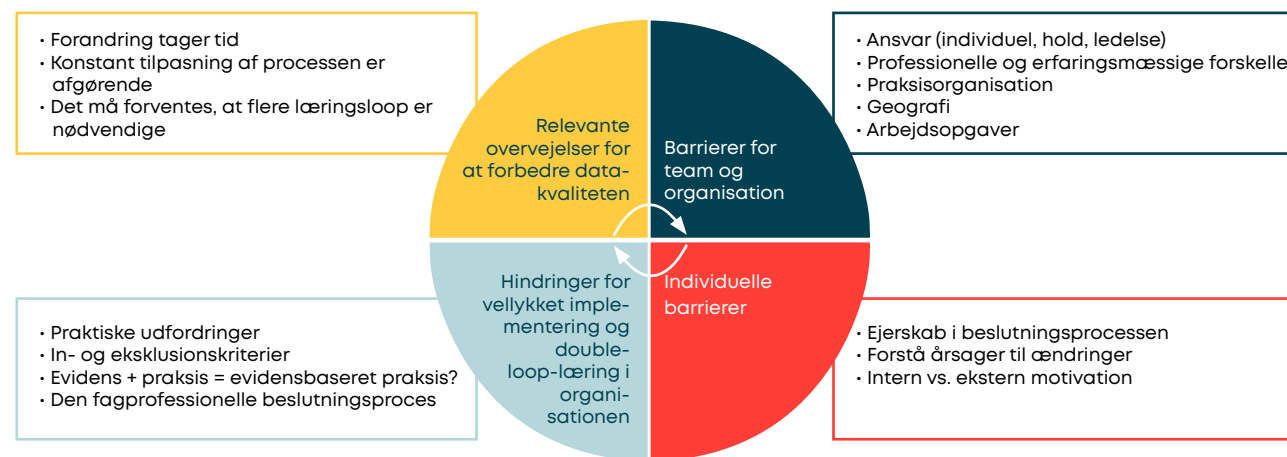 · Forandring tager tid
· Konstant tilpasning af processen er
afgørende
· Det må forventes, at flere læringsloop er
nødvendige
Relevante
overvejelser for
at forbedre data-
kvaliteten
Barrierer for
team og
organisation
· Ansvar (individuel, hold, ledelse)
· Professionelle og erfaringsmæssige forskelle
· Praksisorganisation
· Geografi
· Arbejdsopgaver
· Praktiske udfordringer
· In- og eksklusionskriterier
· Evidens + praksis = evidensbaseret praksis?
· Den fagprofessionelle beslutningsproces
Hindringer for
vellykket imple-
mentering og
double-
loop-læring i
organi-
sationen
Individuelle
barrierer
· Ejerskab i beslutningsprocessen
· Forstå årsager til ændringer
· Intern vs. ekstern motivation